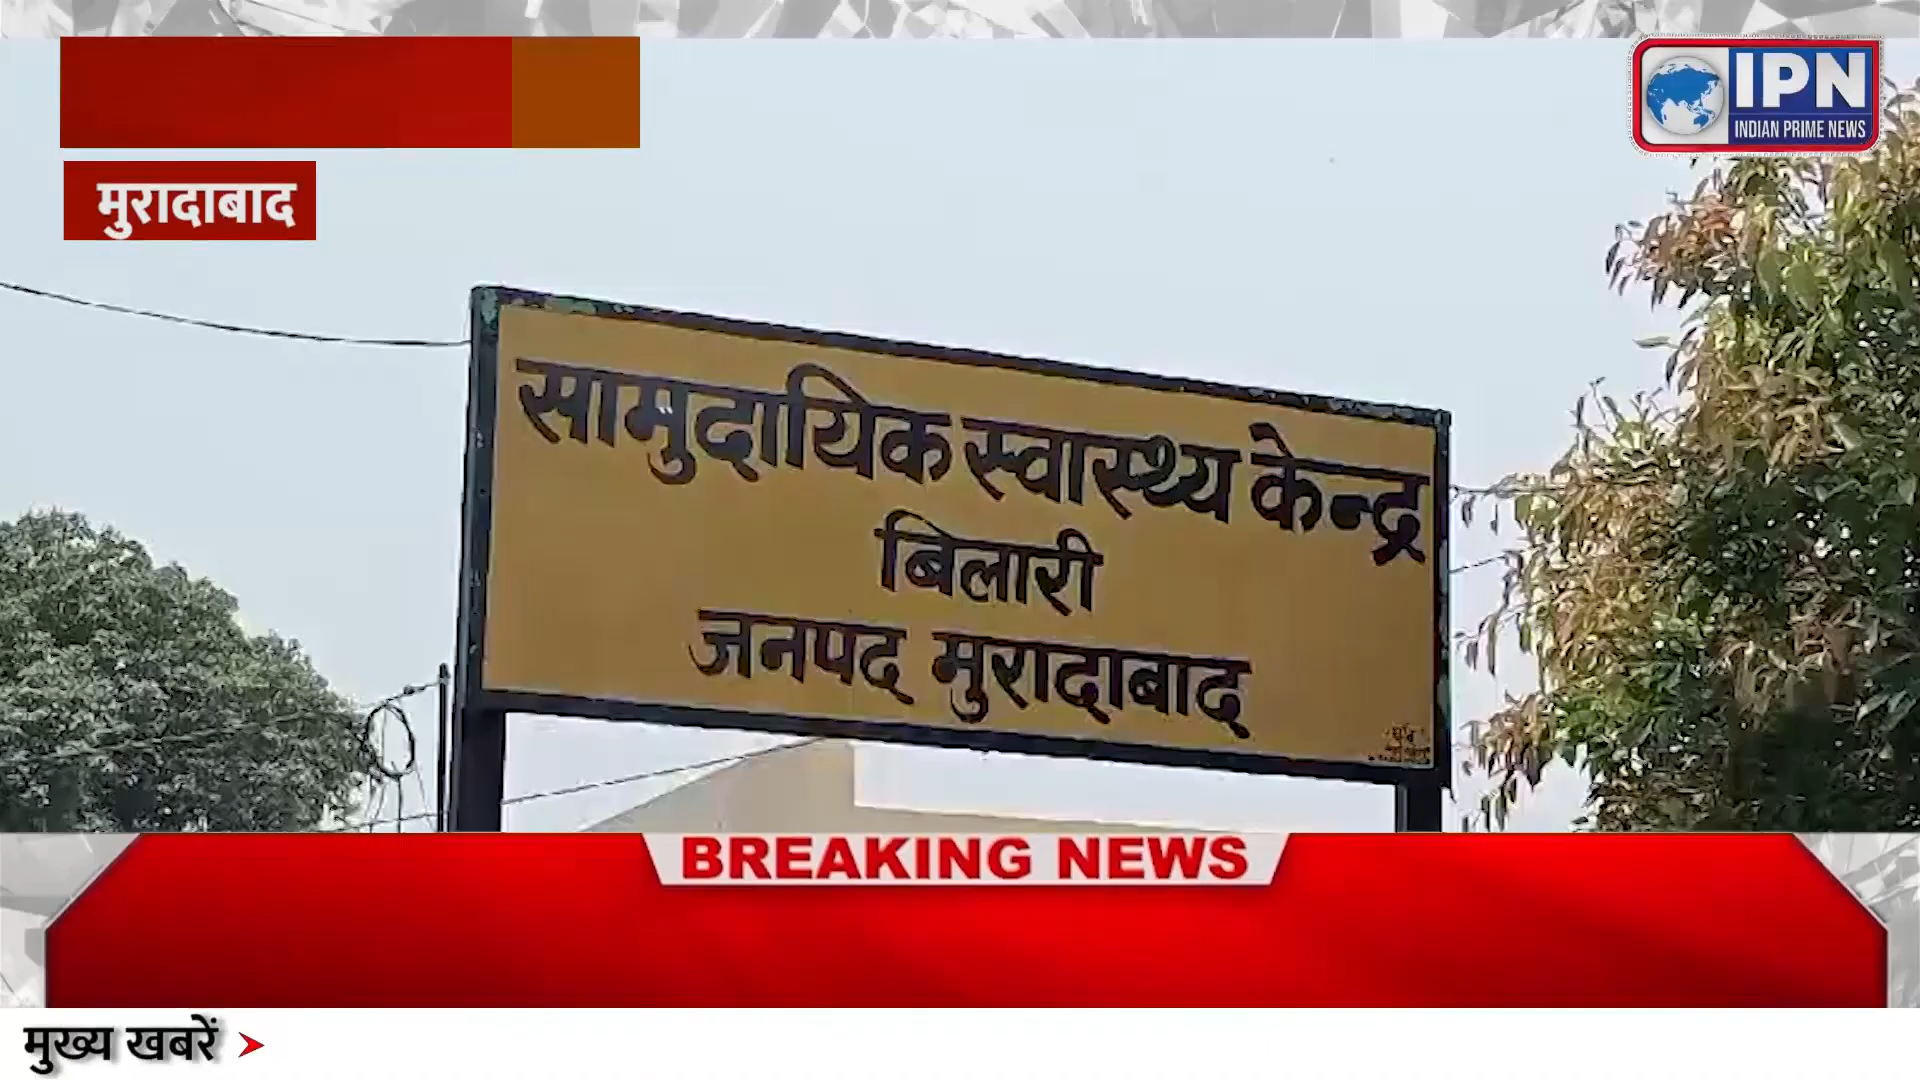 IPN
INDIAN PRIME NEWS
मुरादाबाद
सामुदायिक स्वास्थ्य केन्द्र
बिलारी
जनपद मुरादाबाद
BREAKING NEWS
मुख्य खबरें